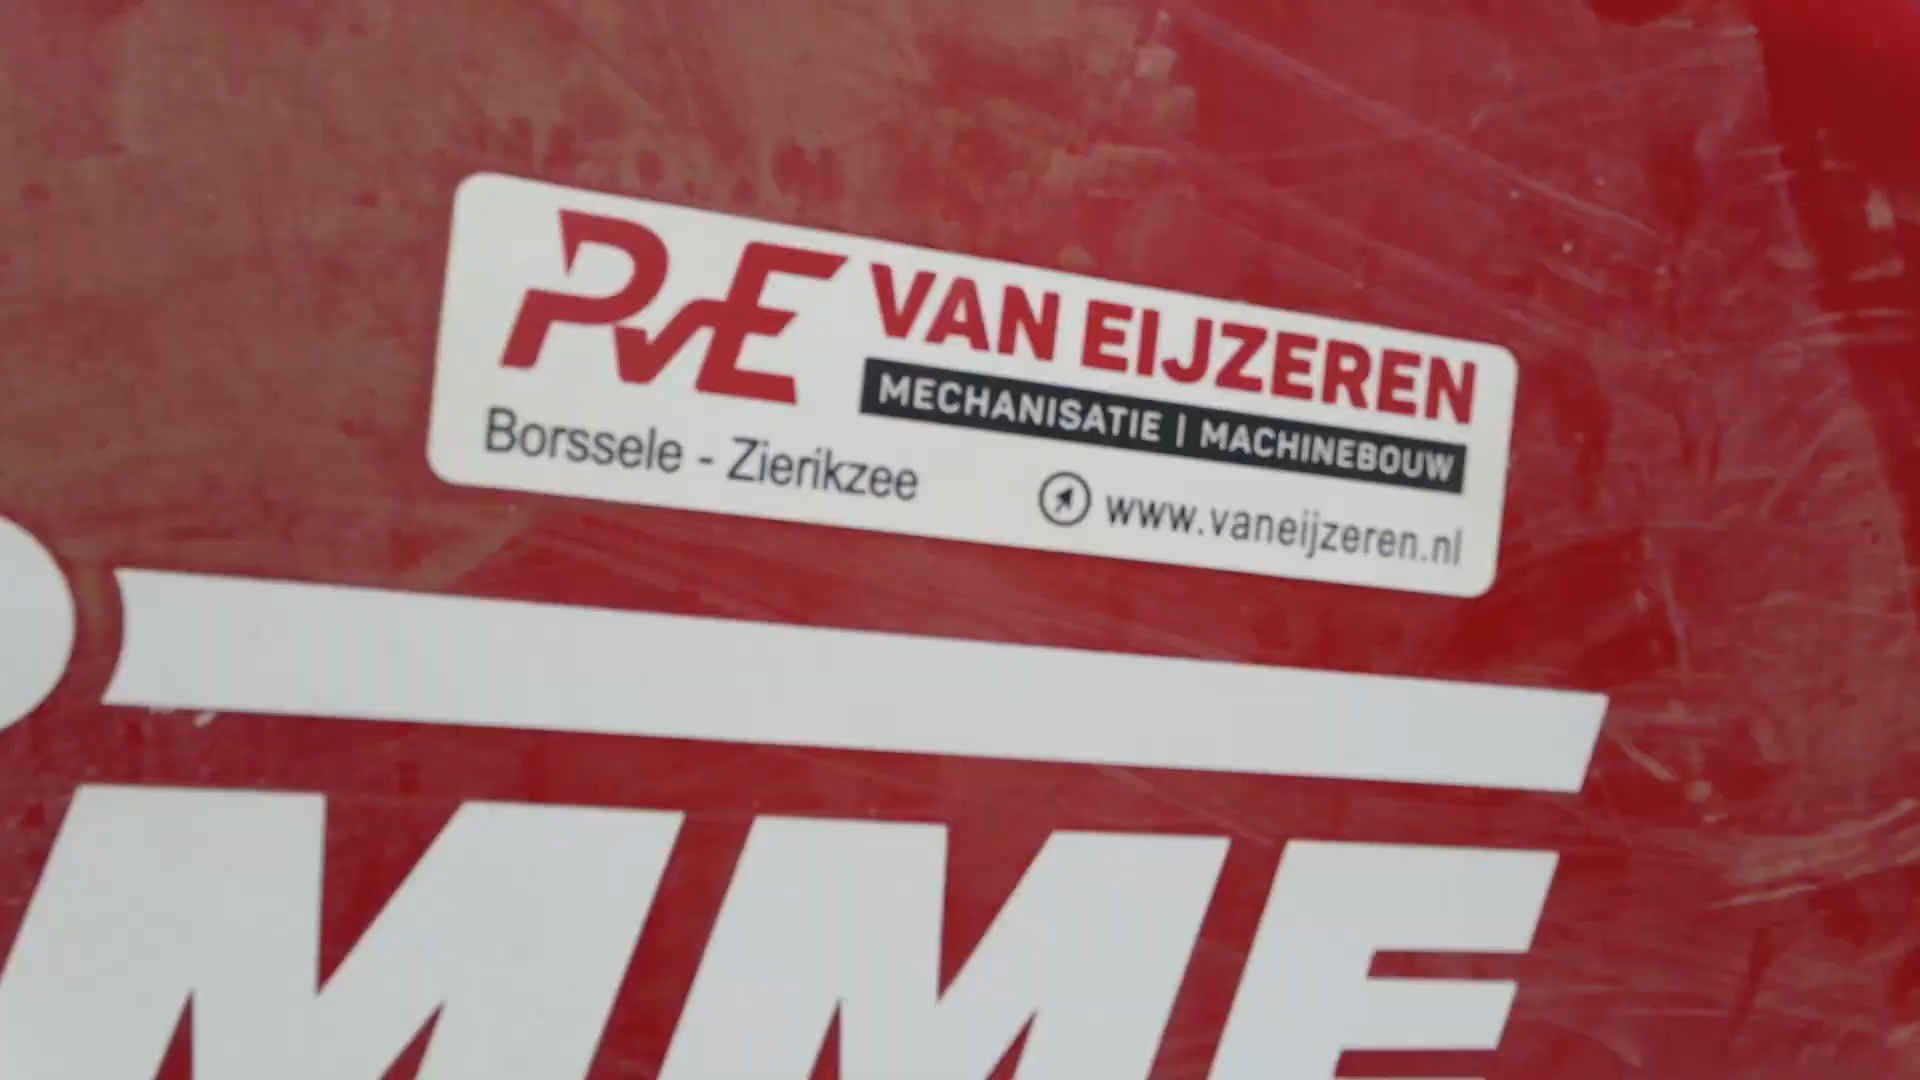 PvE VAN EIJZEREN
MECHANISATIE | MACHINEBOUW
Borssele - Zierikzee
www.vaneijzeren.nl
MME